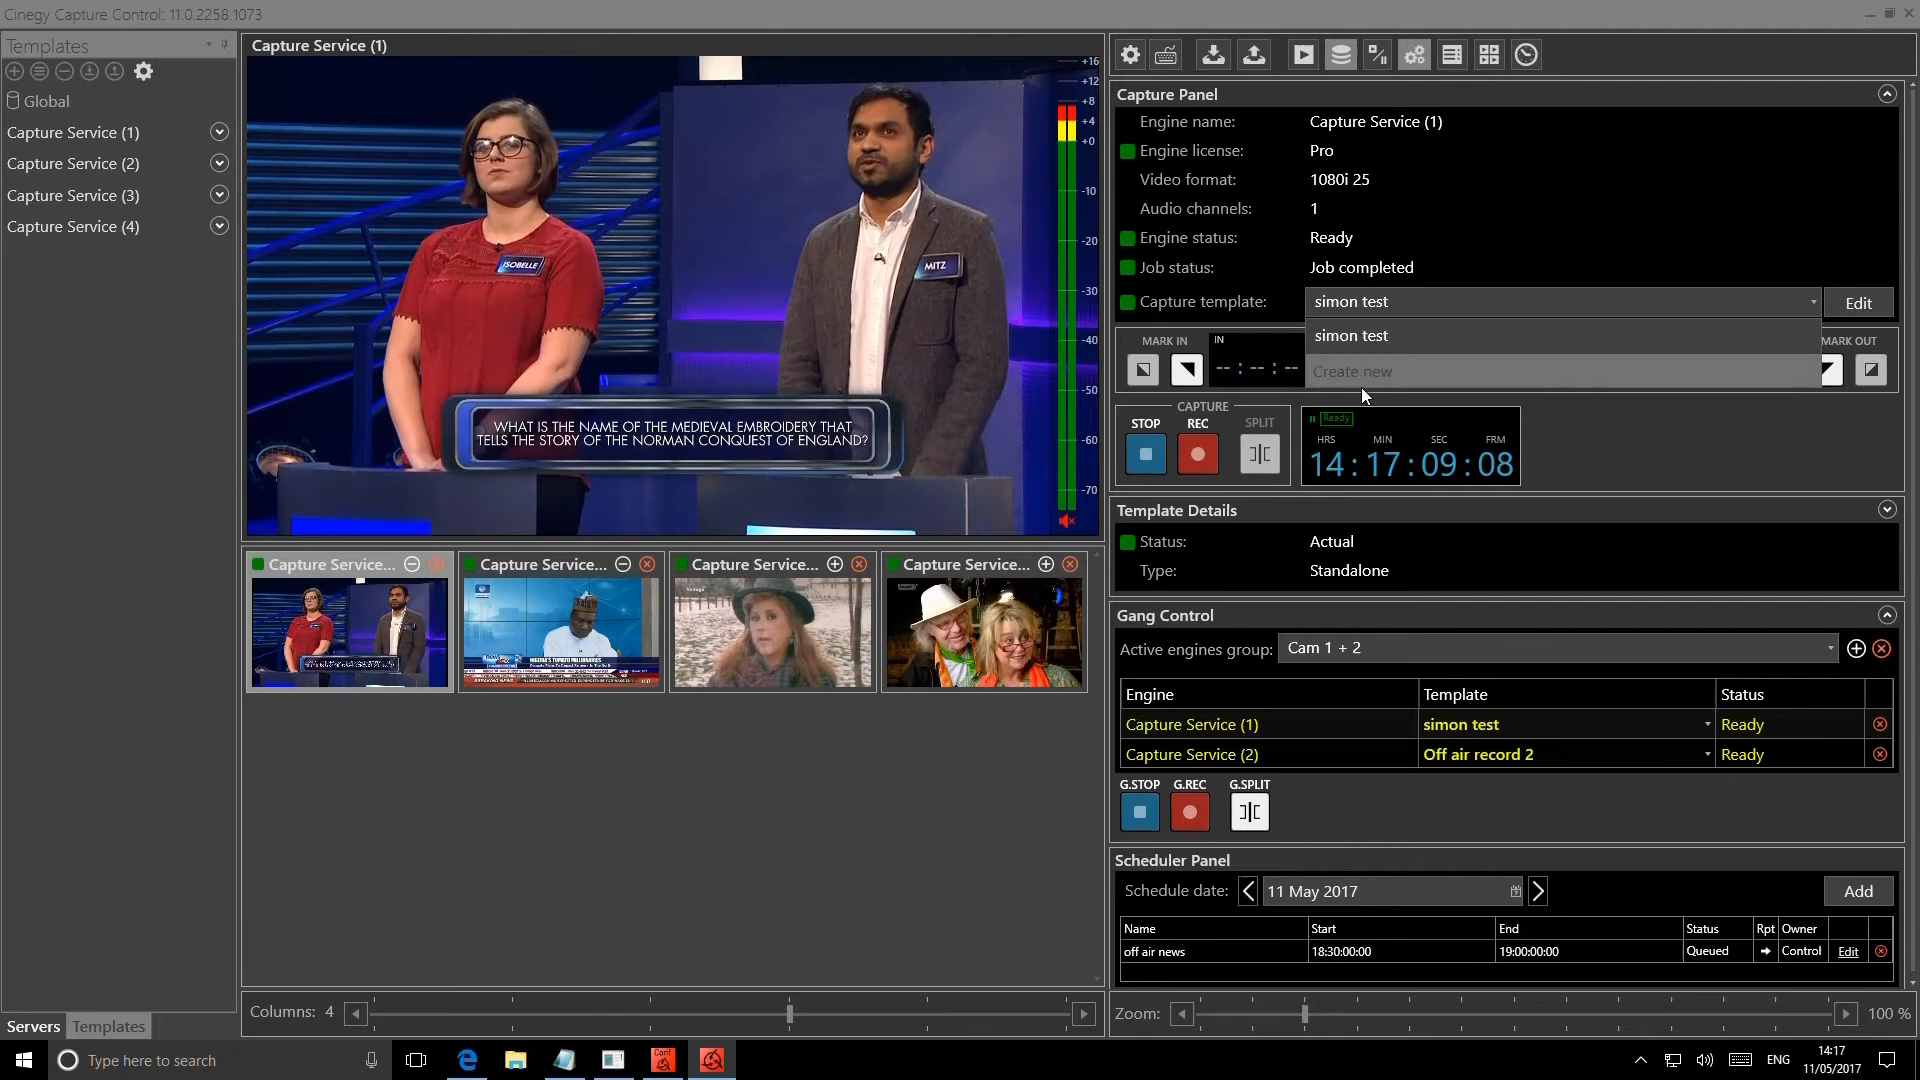 Cinegy Capture Control: 11.0.2258.1073
Templates
Global
Capture Service (1)
Capture Service (2)
Capture Service (3)
Capture Service (4)
Servers
Templates
Capture Service (1)
ISOBELLE
MITZ
WHAT IS THE NAME OF THE MEDIEVAL EMBROIDERY THAT
TELLS THE STORY OF THE NORMAN CONQUEST OF ENGLAND?
+16
+12
+8
+4
+0
-10
-20
-30
-40
-50
-60
-70
Capture Service...
Capture Service...
Capture Service...
Capture Service...
Vintage
NIGERIA'S TOMATO MILLIONAIRES
Columns: 4
Capture Panel
Engine name: Capture Service (1)
Engine license: Pro
Video format: 1080i 25
Audio channels: 1
Engine status: Ready
Job status: Job completed
Capture template: simon test Edit
simon test
Create new
MARK IN
IN
-- : -- : --
MARK OUT
CAPTURE
STOP REC SPLIT
Ready
HRS MIN SEC FRM
14 : 17 : 09 : 08
Template Details
Status: Actual
Type: Standalone
Gang Control
Active engines group: Cam 1 + 2
Engine Template Status
Capture Service (1) simon test Ready
Capture Service (2) Off air record 2 Ready
G.STOP G.REC G.SPLIT
Scheduler Panel
Schedule date: 11 May 2017 Add
Name Start End Status Rpt Owner
off air news 18:30:00:00 19:00:00:00 Queued Control Edit
Zoom: 100 %
Type here to search
Conf
ENG
14:17
11/05/2017